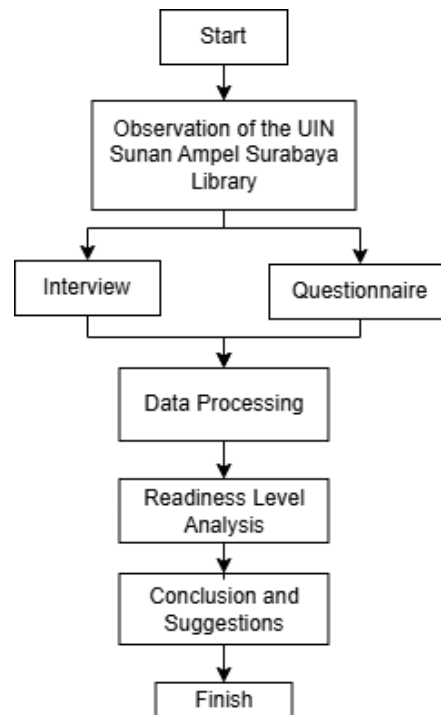 Start
Observation of the UIN
Sunan Ampel Surabaya
Library
Interview
Questionnaire
Data Processing
Readiness Level
Analysis
Conclusion and
Suggestions
Finish